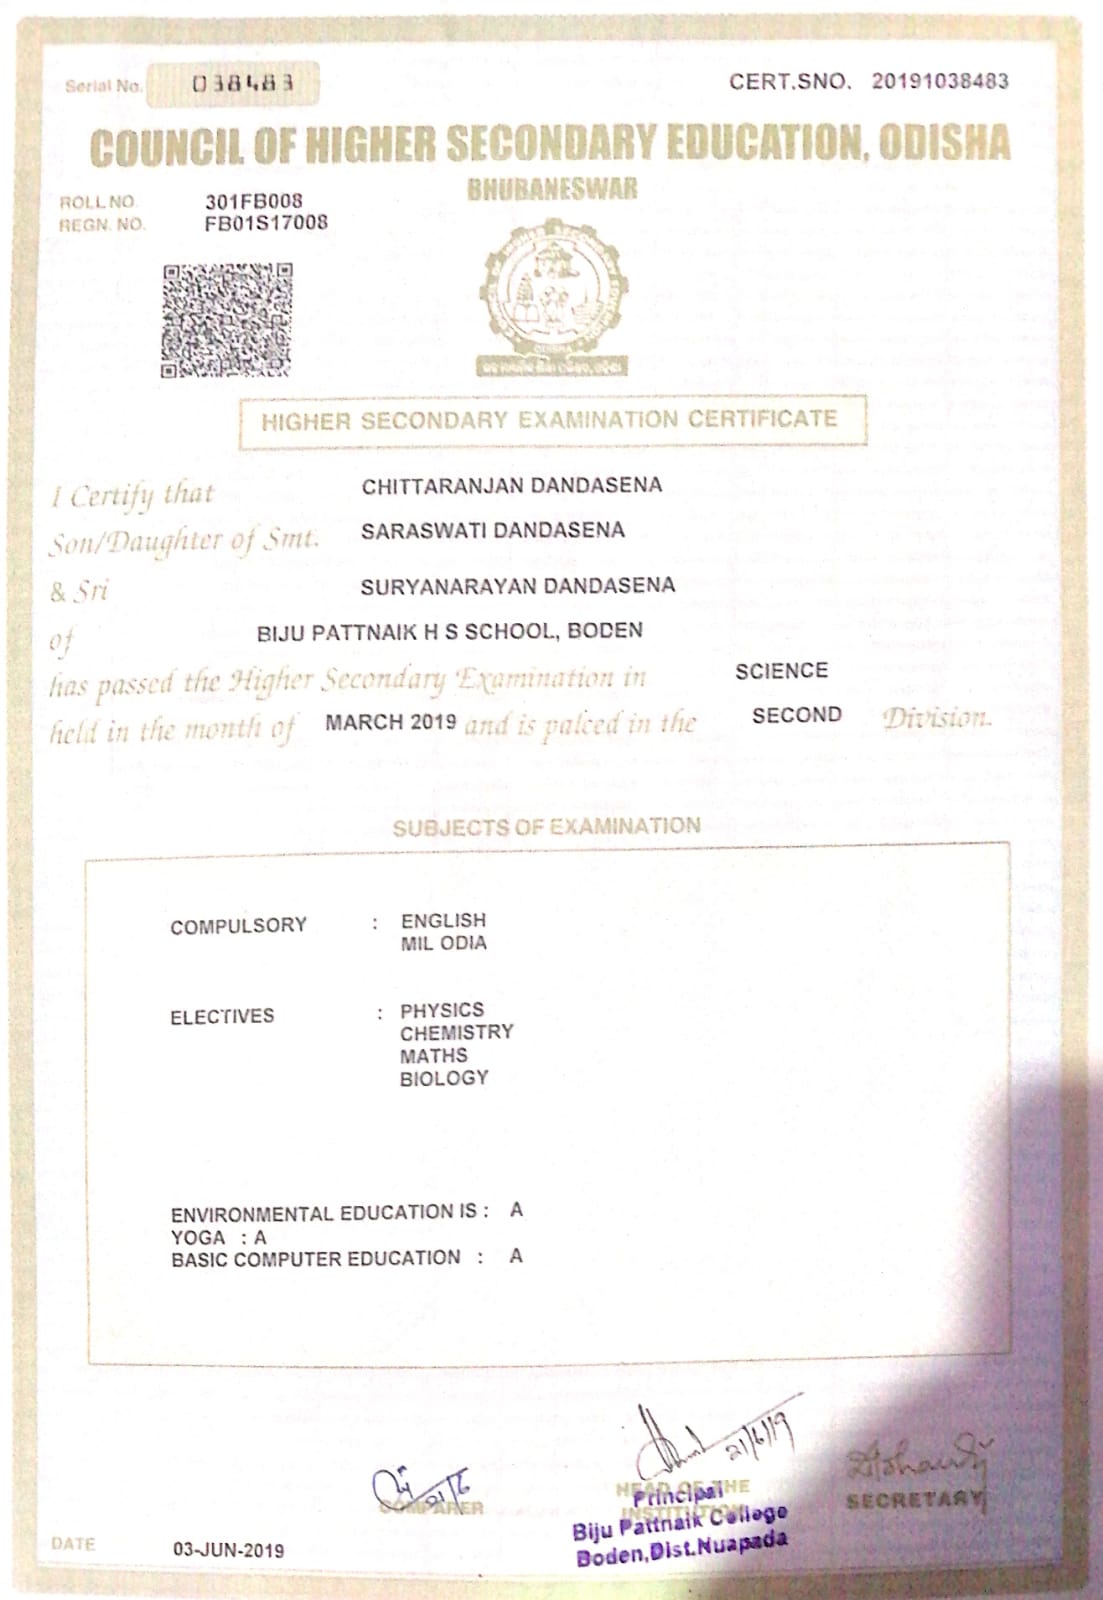 Serial No. 038483 CERT.SNO. 20191038483
COUNCIL OF HIGHER SECONDARY EDUCATION, ODISHA
BHUBANESWAR
ROLL NO. 301FB008
REGN. NO. FB01S17008
HIGHER SECONDARY EXAMINATION CERTIFICATE
I Certify that CHITTARANJAN DANDASENA
Son/Daughter of Smt. SARASWATI DANDASENA
& Sri SURYANARAYAN DANDASENA
of BIJU PATTNAIK H S SCHOOL, BODEN
has passed the Higher Secondary Examination in SCIENCE
held in the month of MARCH 2019 and is palced in the SECOND Division.
SUBJECTS OF EXAMINATION
COMPULSORY : ENGLISH
MIL ODIA
ELECTIVES : PHYSICS
CHEMISTRY
MATHS
BIOLOGY
ENVIRONMENTAL EDUCATION IS : A
YOGA : A
BASIC COMPUTER EDUCATION : A
21/6/19
21/6
COMPARER
HEAD OF THE
INSTITUTION
Principal
Biju Pattnaik College
Boden,Dist.Nuapada
SECRETARY
DATE 03-JUN-2019